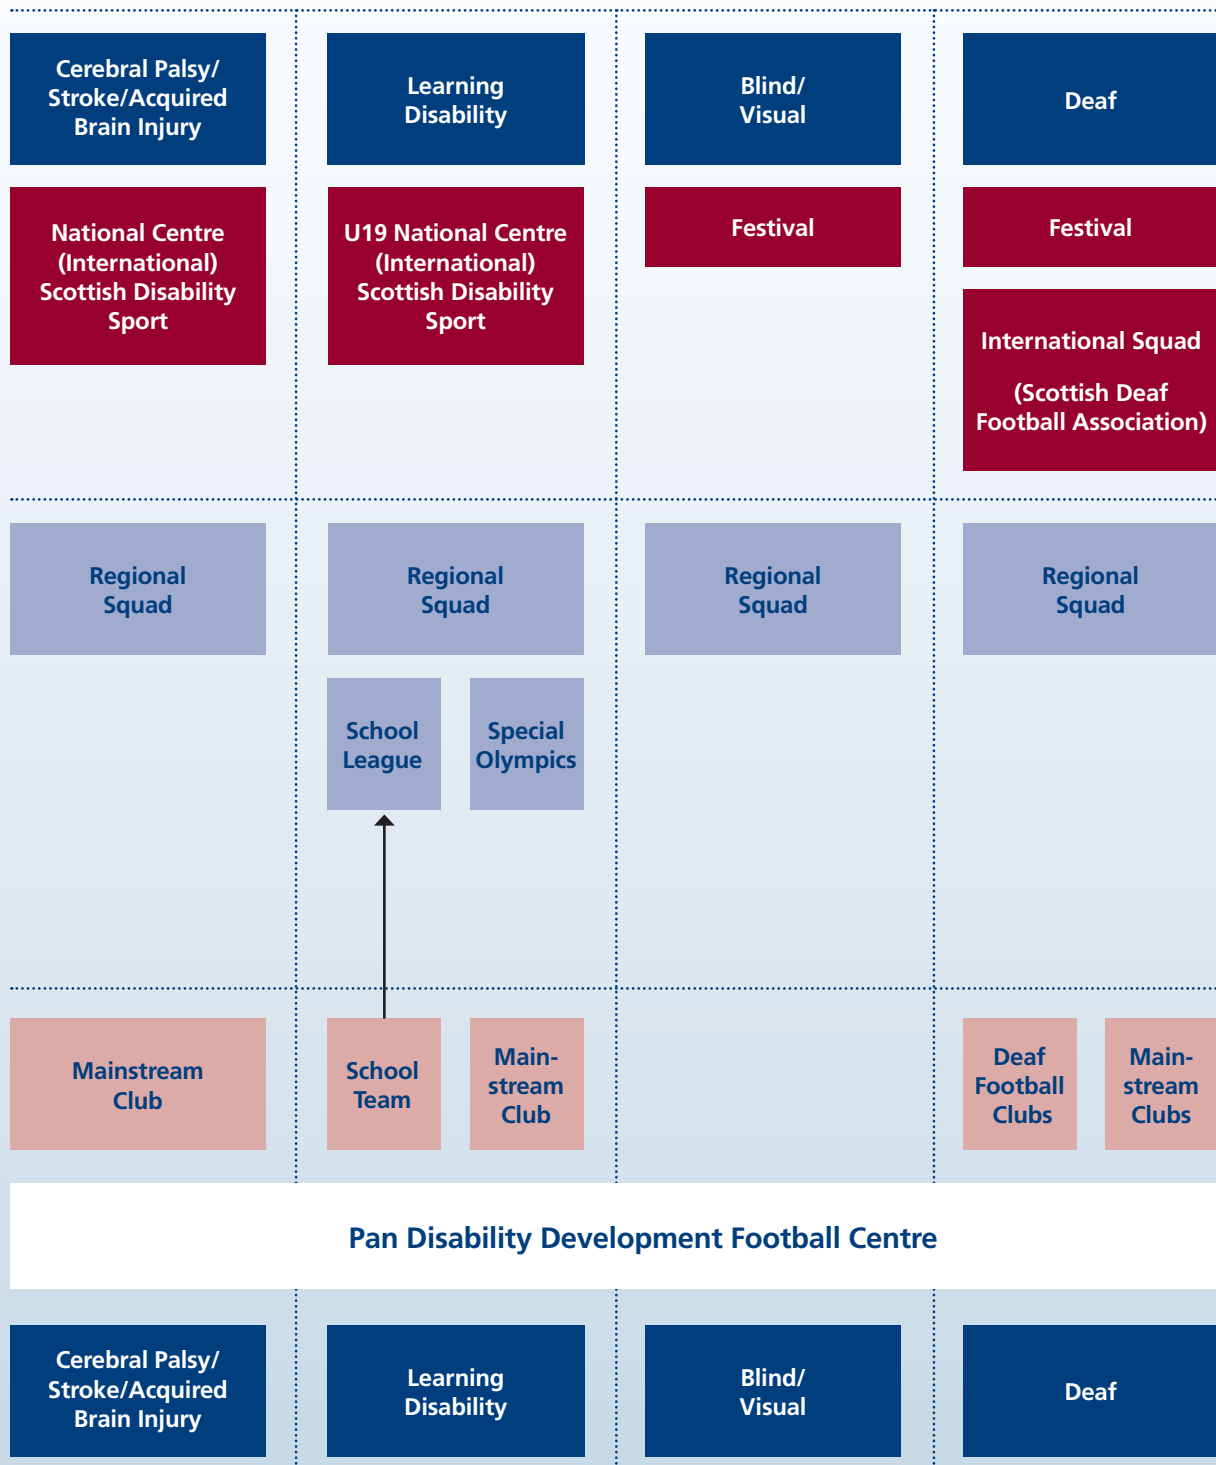 Cerebral Palsy/
Stroke/Acquired
Brain Injury
Learning
Disability
Blind/
Visual
Deaf
National Centre
(International)
Scottish Disability
Sport
U19 National Centre
(International)
Scottish Disability
Sport
Festival
Festival
International Squad
(Scottish Deaf
Football Association)
Regional
Squad
Regional
Squad
Regional
Squad
Regional
Squad
School
League
Special
Olympics
Mainstream
Club
School
Team
Main-
stream
Club
Deaf
Football
Clubs
Main-
stream
Clubs
Pan Disability Development Football Centre
Cerebral Palsy/
Stroke/Acquired
Brain Injury
Learning
Disability
Blind/
Visual
Deaf